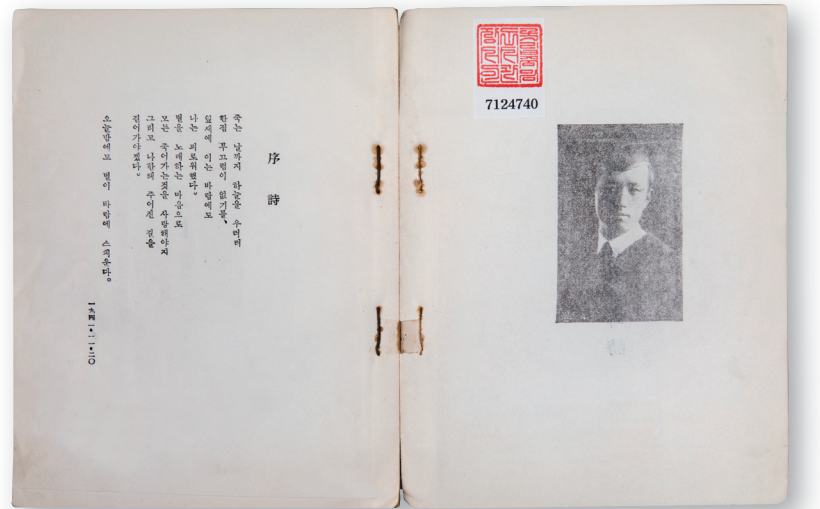 7124740
序詩
죽는 날까지 하늘을 우러러
한점 부끄럼이 없기를、
잎새에 이는 바람에도
나는 괴로워했다。
별을 노래하는 마음으로
모든 죽어가는것을 사랑해야지
그리고 나한테 주어진 길을
걸어가야겠다。
오늘밤에도 별이 바람에 스치운다。
一九四一・一一・二〇